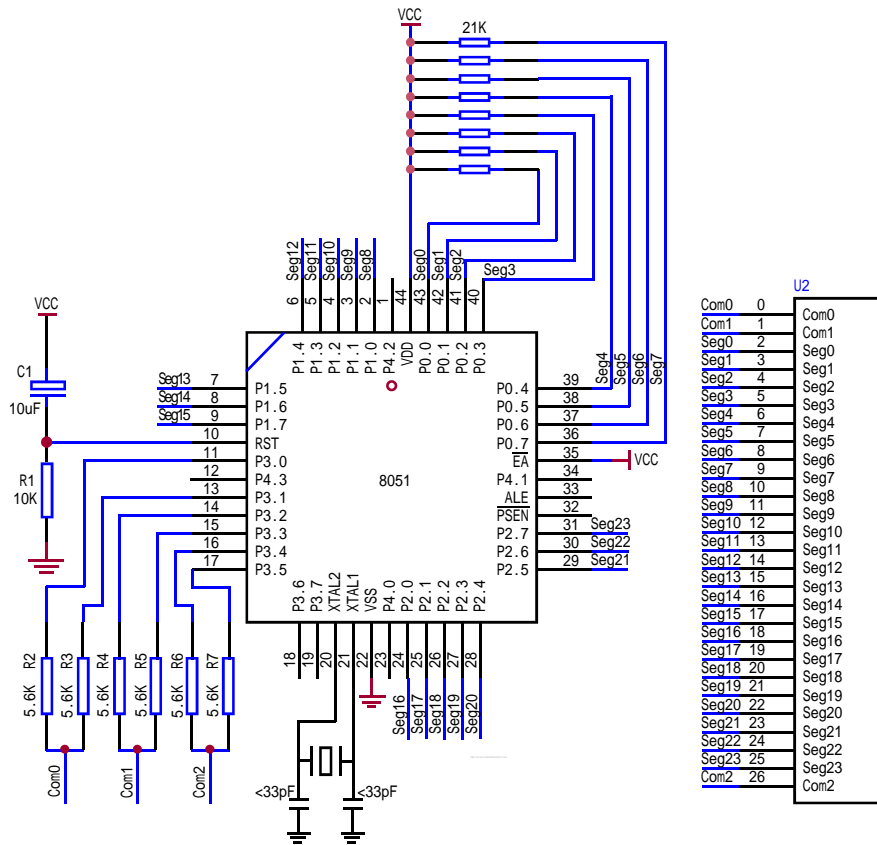 VCC
21K
Seg12
Seg11
Seg10
Seg9
Seg8
Seg0
Seg1
Seg2
Seg3
6
5
4
3
2
1
44
43
42
41
40
P1.4
P1.3
P1.2
P1.1
P1.0
P4.2
VDD
P0.0
P0.1
P0.2
P0.3
VCC
C1
10uF
R1
10K
Seg13 7 P1.5
Seg14 8 P1.6
Seg15 9 P1.7
10 RST
11 P3.0
12 P4.3
13 P3.1
14 P3.2
15 P3.3
16 P3.4
17 P3.5
8051
P0.4 39
P0.5 38
P0.6 37
P0.7 36
EA 35 VCC
P4.1 34
ALE 33
PSEN 32
P2.7 31 Seg23
P2.6 30 Seg22
P2.5 29 Seg21
Seg4
Seg5
Seg6
Seg7
P3.6
P3.7
XTAL2
XTAL1
VSS
P4.0
P2.0
P2.1
P2.2
P2.3
P2.4
18
19
20
21
22
23
24
25
26
27
28
Seg16
Seg17
Seg18
Seg19
Seg20
5.6K R2
5.6K R3
5.6K R4
5.6K R5
5.6K R6
5.6K R7
Com0
Com1
Com2
<33pF
<33pF
U2
Com0 0 Com0
Com1 1 Com1
Seg0 2 Seg0
Seg1 3 Seg1
Seg2 4 Seg2
Seg3 5 Seg3
Seg4 6 Seg4
Seg5 7 Seg5
Seg6 8 Seg6
Seg7 9 Seg7
Seg8 10 Seg8
Seg9 11 Seg9
Seg10 12 Seg10
Seg11 13 Seg11
Seg12 14 Seg12
Seg13 15 Seg13
Seg14 16 Seg14
Seg15 17 Seg15
Seg16 18 Seg16
Seg17 19 Seg17
Seg18 20 Seg18
Seg19 21 Seg19
Seg20 22 Seg20
Seg21 23 Seg21
Seg22 24 Seg22
Seg23 25 Seg23
Com2 26 Com2